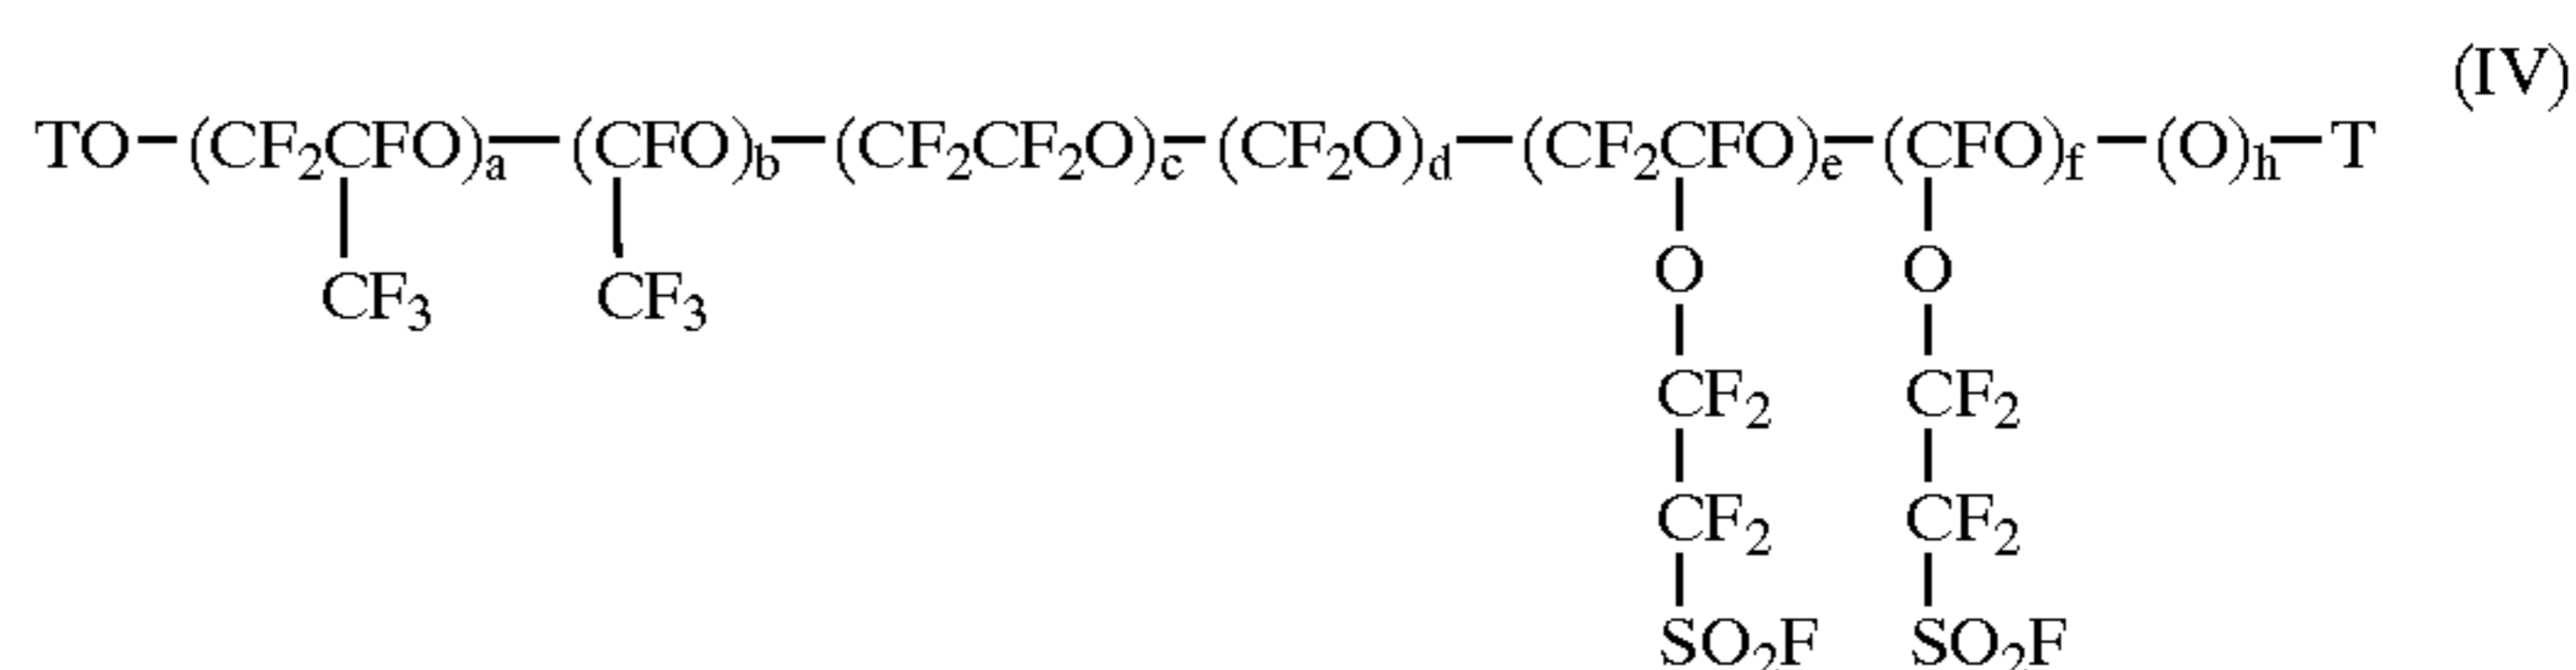 (IV)
TO—(CF₂CFO)ₐ—(CFO)b—(CF₂CF₂O)c—(CF₂O)d—(CF₂CFO)ₑ—(CFO)f—(O)ₕ—T
CF₃ CF₃ O O
CF₂ CF₂
CF₂ CF₂
SO₂F SO₂F